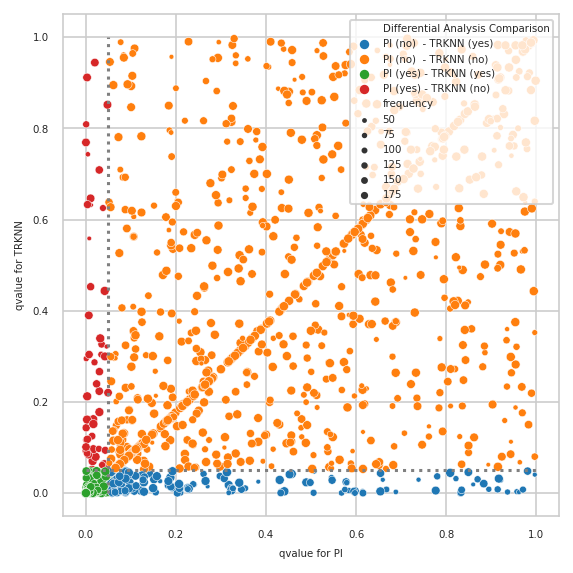 Differential Analysis Comparison
PI (no)  - TRKNN (yes)
PI (no)  - TRKNN (no)
PI (yes) - TRKNN (yes)
PI (yes) - TRKNN (no)
frequency
50
75
100
125
150
175
qvalue for TRKNN
1.0
0.8
0.6
0.4
0.2
0.0
0.0 0.2 0.4 0.6 0.8 1.0
qvalue for PI